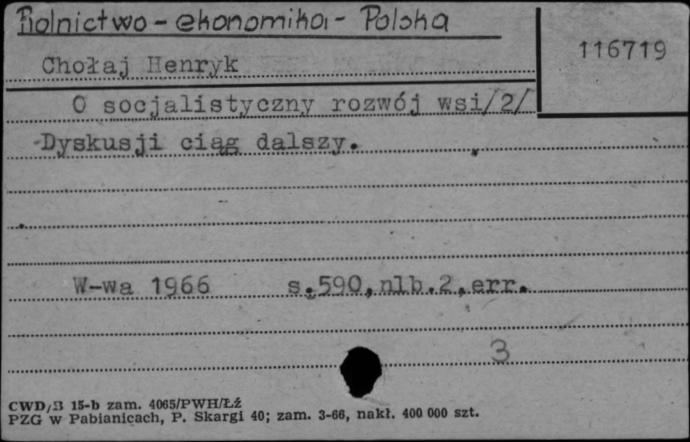 Rolnictwo - ekonomika - Polska
116719
Chołaj Henryk
O socjalistyczny rozwój wsi/2/
Dyskusji ciąg dalszy.
W-wa 1966 s.590,nlb.2,err.
3
CWD/B 15-b zam. 4065/PWH/Łź
PZG w Pabianicach, P. Skargi 40; zam. 3-66, nakł. 400 000 szt.